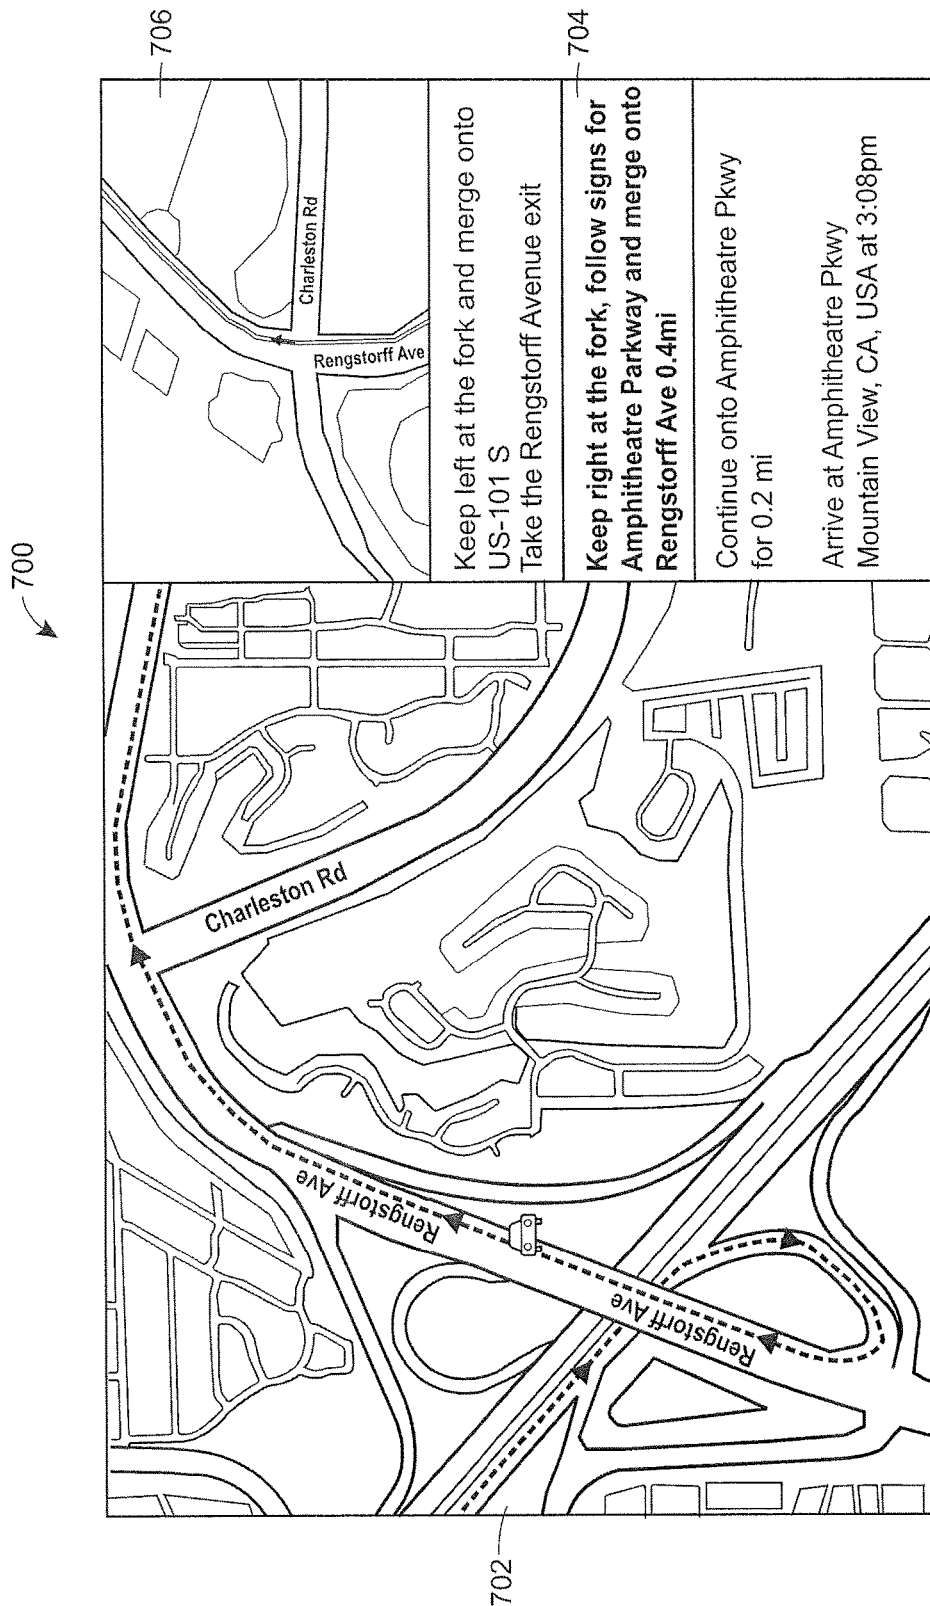 700
706
Charleston Rd
Rengstorff Ave
Keep left at the fork and merge onto
US-101 S
Take the Rengstorff Avenue exit
704
Keep right at the fork, follow signs for
Amphitheatre Parkway and merge onto
Rengstorff Ave 0.4mi
Continue onto Amphitheatre Pkwy
for 0.2 mi
Arrive at Amphitheatre Pkwy
Mountain View, CA, USA at 3:08pm
Charleston Rd
Rengstorff Ave
Rengstorff Ave
702